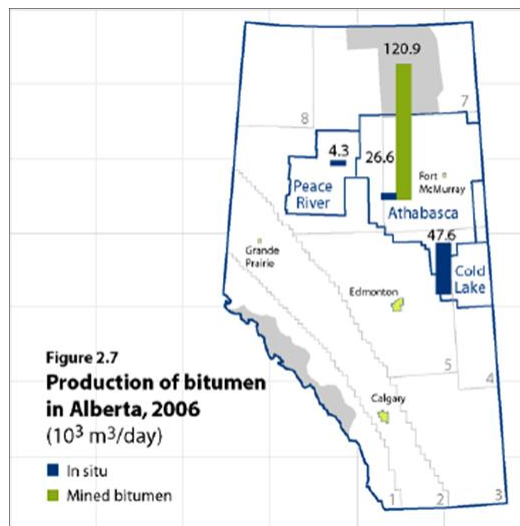 120.9
7
8
4.3
26.6
Fort
McMurray
Peace
River
Athabasca
47.6
Grande
Prairie
Cold
Lake
Edmonton
5
4
Calgary
Figure 2.7
Production of bitumen
in Alberta, 2006
(10³ m³/day)
In situ
Mined bitumen
1
2
3